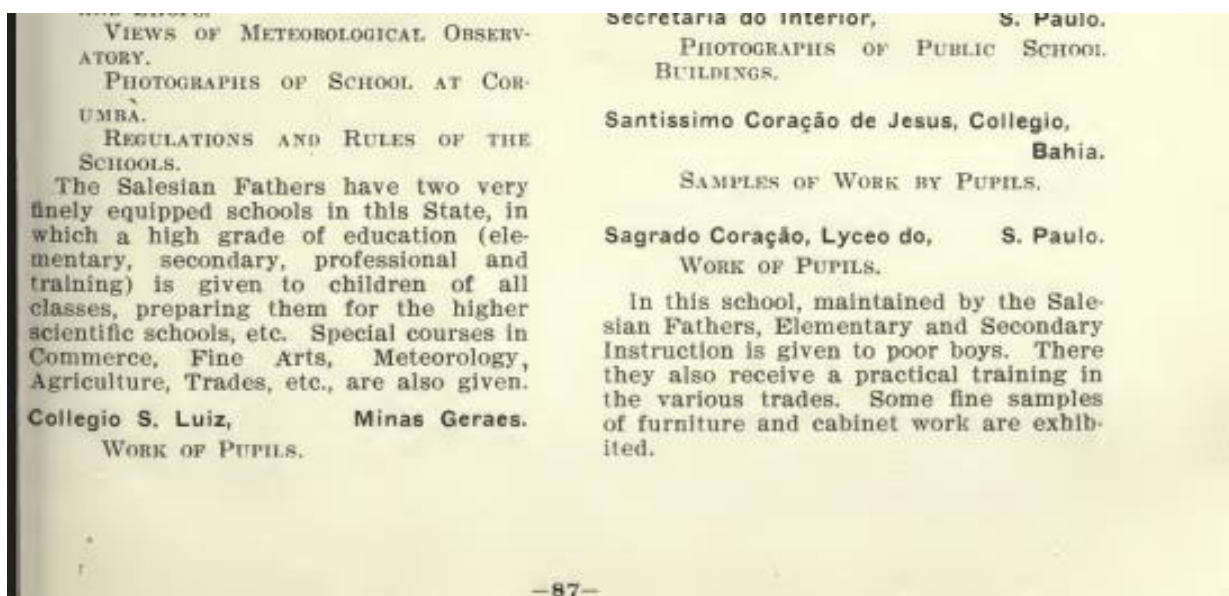 VIEWS OF METEOROLOGICAL OBSERV-
ATORY.
PHOTOGRAPHS OF SCHOOL AT COR-
UMBÀ.
REGULATIONS AND RULES OF THE
SCHOOLS.
The Salesian Fathers have two very
finely equipped schools in this State, in
which a high grade of education (ele-
mentary, secondary, professional and
training) is given to children of all
classes, preparing them for the higher
scientific schools, etc. Special courses in
Commerce, Fine Arts, Meteorology,
Agriculture, Trades, etc., are also given.
Collegio S. Luiz, Minas Geraes.
WORK OF PUPILS.
Secretaria do Interior, S. Paulo.
PHOTOGRAPHS OF PUBLIC SCHOOL
BUILDINGS.
Santissimo Coração de Jesus, Collegio,
Bahia.
SAMPLES OF WORK BY PUPILS.
Sagrado Coração, Lyceo do, S. Paulo.
WORK OF PUPILS.
In this school, maintained by the Sale-
sian Fathers, Elementary and Secondary
Instruction is given to poor boys. There
they also receive a practical training in
the various trades. Some fine samples
of furniture and cabinet work are exhib-
ited.
—87—